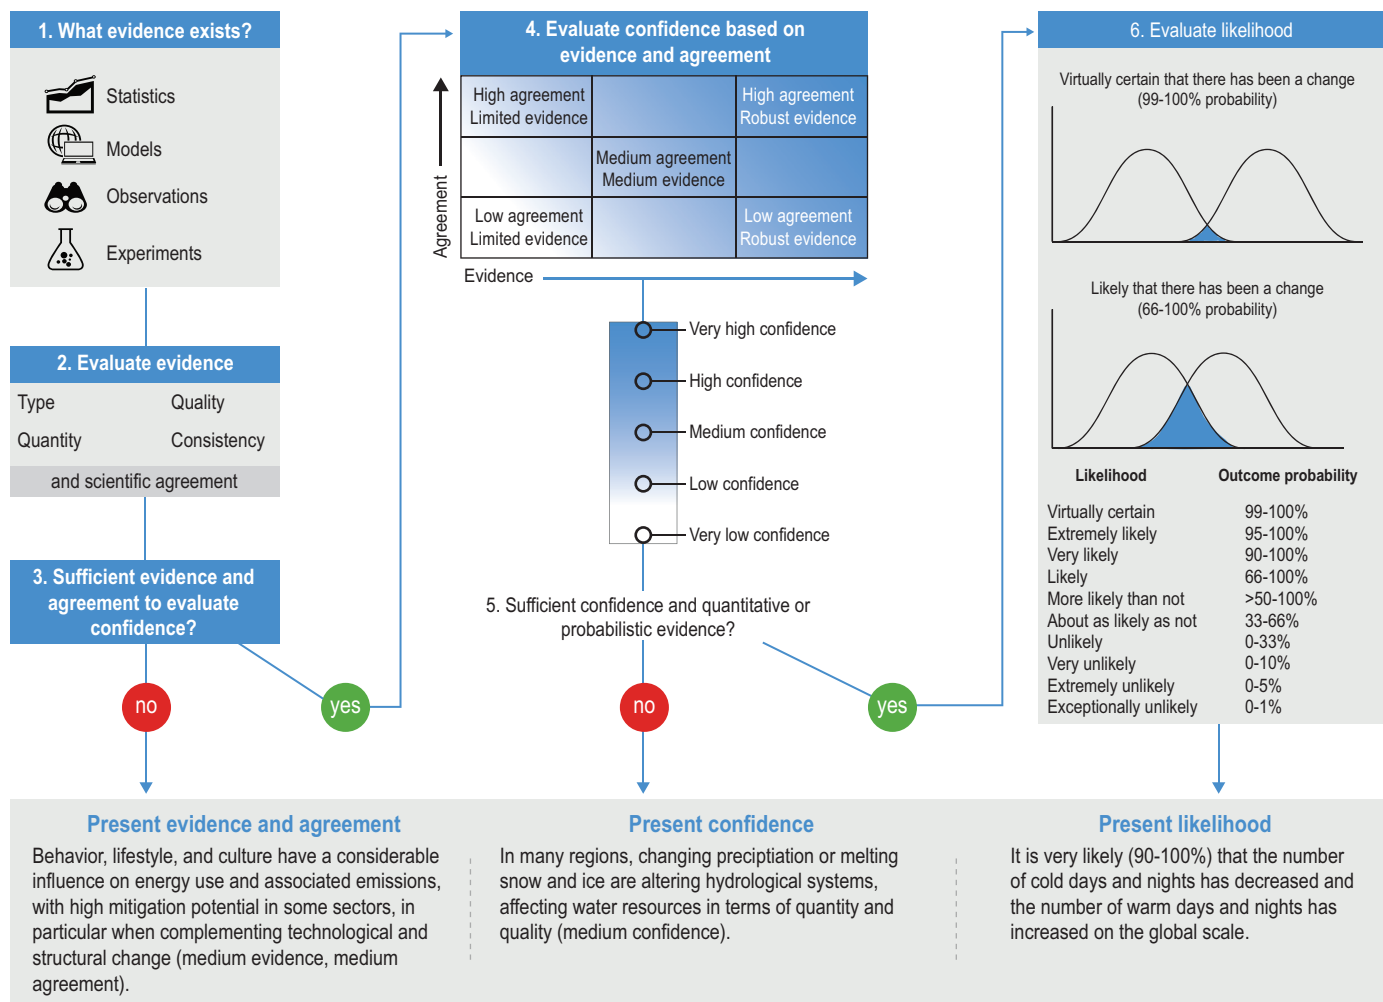 1. What evidence exists?
Statistics
Models
Observations
Experiments
2. Evaluate evidence
Type
Quality
Quantity
Consistency
and scientific agreement
3. Sufficient evidence and
agreement to evaluate
confidence?
no
yes
4. Evaluate confidence based on
evidence and agreement
Agreement
High agreement
Limited evidence
High agreement
Robust evidence
Medium agreement
Medium evidence
Low agreement
Limited evidence
Low agreement
Robust evidence
Evidence
Very high confidence
High confidence
Medium confidence
Low confidence
Very low confidence
5. Sufficient confidence and quantitative or
probabilistic evidence?
no
yes
6. Evaluate likelihood
Virtually certain that there has been a change
(99-100% probability)
Likely that there has been a change
(66-100% probability)
Likelihood Outcome probability
Virtually certain 99-100%
Extremely likely 95-100%
Very likely 90-100%
Likely 66-100%
More likely than not >50-100%
About as likely as not 33-66%
Unlikely 0-33%
Very unlikely 0-10%
Extremely unlikely 0-5%
Exceptionally unlikely 0-1%
Present evidence and agreement
Behavior, lifestyle, and culture have a considerable
influence on energy use and associated emissions,
with high mitigation potential in some sectors, in
particular when complementing technological and
structural change (medium evidence, medium
agreement).
Present confidence
In many regions, changing preciptiation or melting
snow and ice are altering hydrological systems,
affecting water resources in terms of quantity and
quality (medium confidence).
Present likelihood
It is very likely (90-100%) that the number
of cold days and nights has decreased and
the number of warm days and nights has
increased on the global scale.